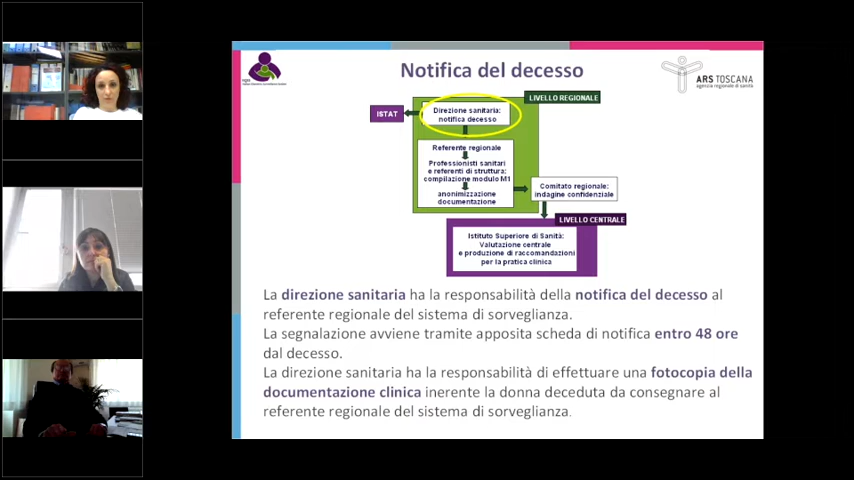 Notifica del decesso
ARS TOSCANA
agenzia regionale di sanità
LIVELLO REGIONALE
ISTAT
Direzione sanitaria:
notifica decesso
Referente regionale
Professionisti sanitari
e referenti di struttura:
compilazione modulo M1
anonimizzazione
documentazione
Comitato regionale:
indagine confidenziale
LIVELLO CENTRALE
Istituto Superiore di Sanità:
Valutazione centrale
e produzione di raccomandazioni
per la pratica clinica
La direzione sanitaria ha la responsabilità della notifica del decesso al
referente regionale del sistema di sorveglianza.
La segnalazione avviene tramite apposita scheda di notifica entro 48 ore
dal decesso.
La direzione sanitaria ha la responsabilità di effettuare una fotocopia della
documentazione clinica inerente la donna deceduta da consegnare al
referente regionale del sistema di sorveglianza.